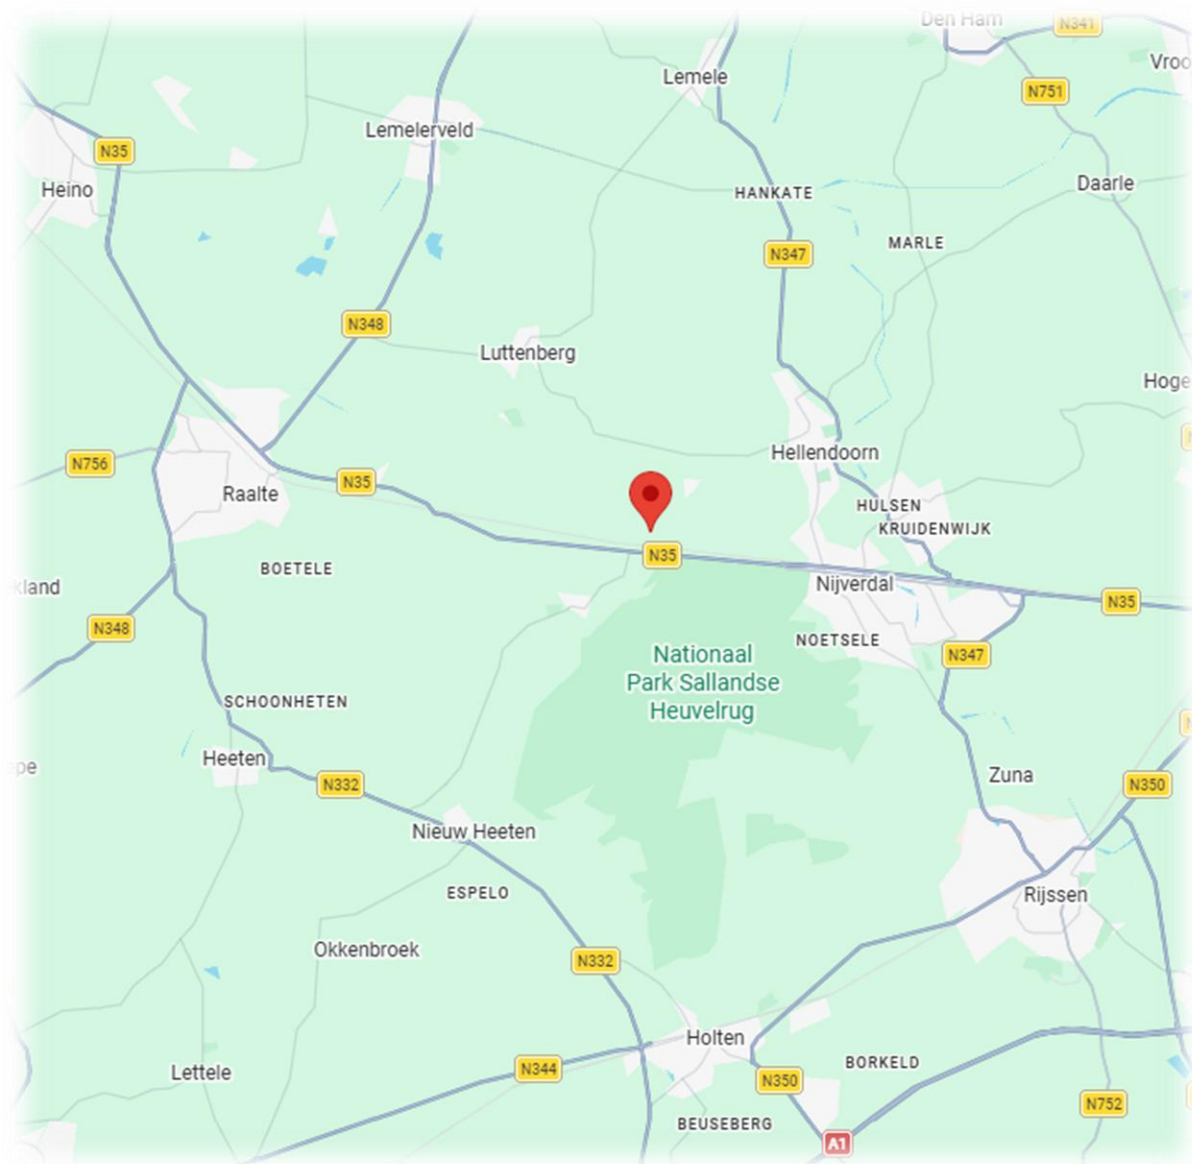 Den Ham
N341
Vroo
Lemele
N751
Lemelerveld
N35
Heino
HANKATE
Daarle
MARLE
N347
N348
Luttenberg
Hoge
Hellendoorn
N756
Raalte
N35
HULSEN
KRUIDENWIJK
N35
BOETELE
kland
Nijverdal
N35
N348
NOETSELE
N347
Nationaal
Park Sallandse
Heuvelrug
SCHOONHETEN
Heeten
pe
Zuna
N332
N350
Nieuw Heeten
ESPELO
Rijssen
Okkenbroek
N332
Holten
Lettele
N344
BORKELD
N350
N752
BEUSEBERG
A1